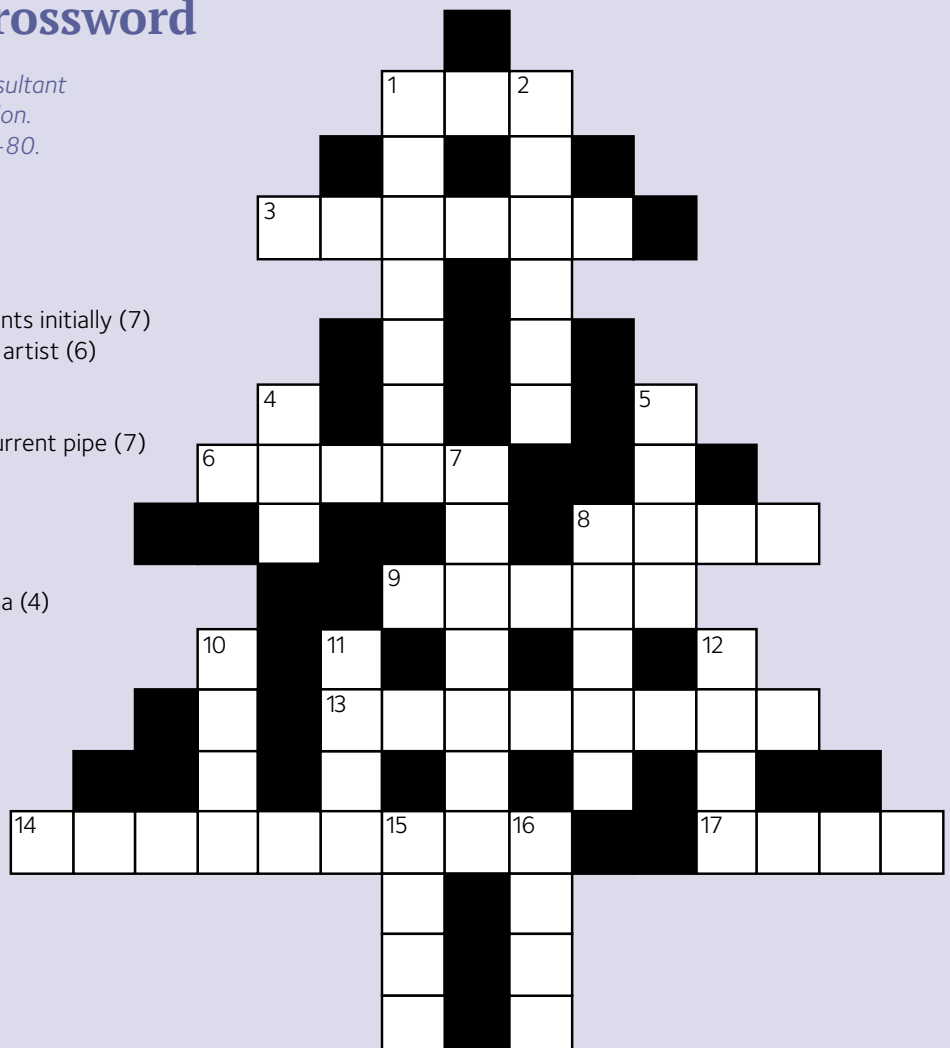 rossword
sultant
on.
-80.
nts initially (7)
artist (6)
urrent pipe (7)
a (4)
1 2
3
4 5
6 7
8
9
10 11 12
13
14 15 16 17